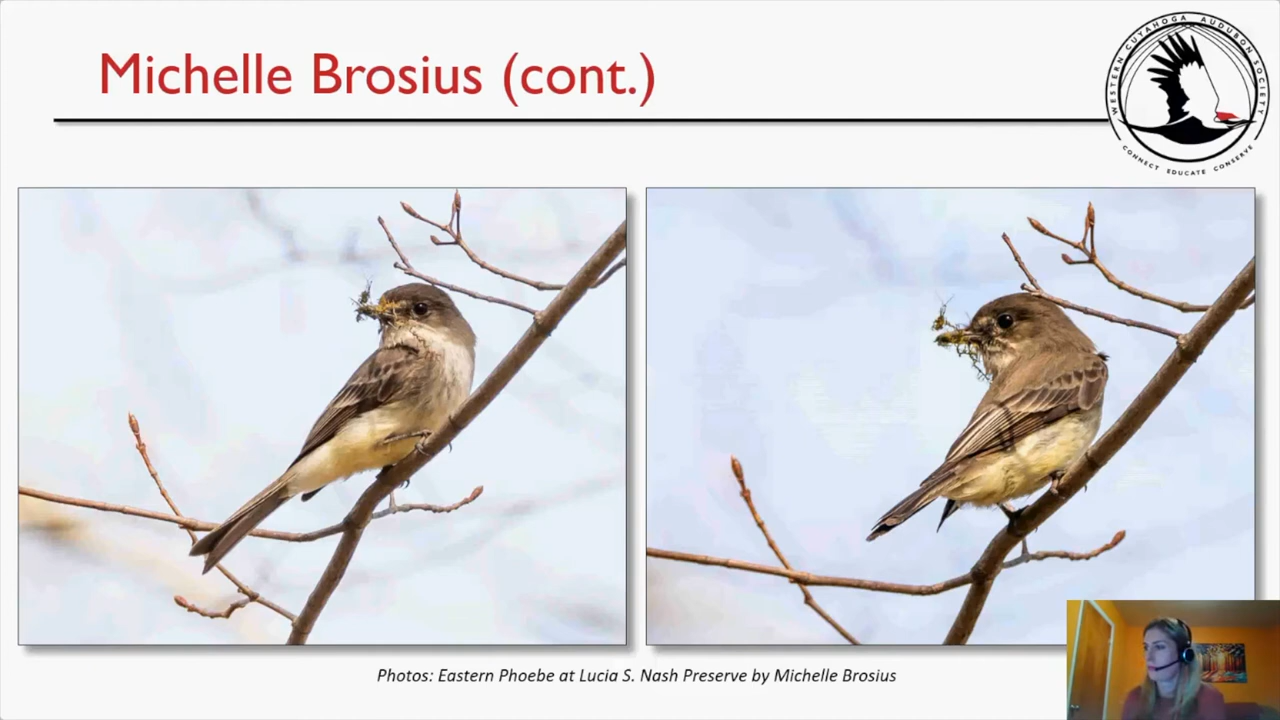 Michelle Brosius (cont.)
WESTERN CUYAHOGA AUDUBON SOCIETY
CONNECT EDUCATE CONSERVE
Photos: Eastern Phoebe at Lucia S. Nash Preserve by Michelle Brosius